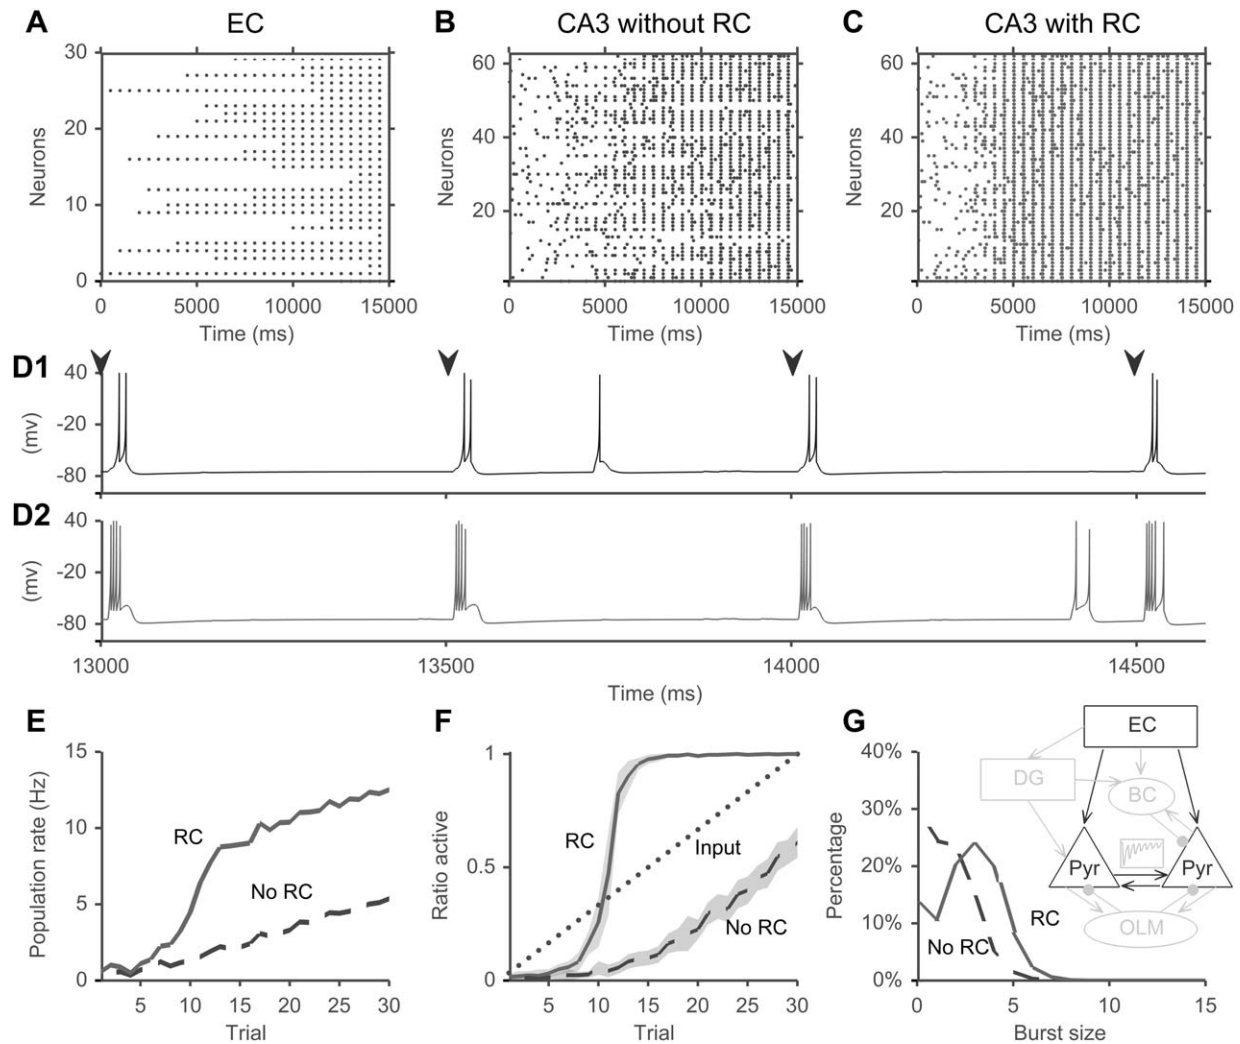 A EC B CA3 without RC C CA3 with RC
30
20
10
0
Neurons
0 5000 10000 15000
Time (ms)
60
40
20
Neurons
0 5000 10000 15000
Time (ms)
60
40
20
Neurons
0 5000 10000 15000
Time (ms)
D1
40
-20
-80
(mv)
D2
40
-20
-80
(mv)
13000 13500 14000 14500
Time (ms)
E
15
10
5
0
Population rate (Hz)
RC
No RC
5 10 15 20 25 30
Trial
F
1
0.5
0
Ratio active
RC
Input
No RC
5 10 15 20 25 30
Trial
G
40%
30%
20%
10%
0%
Percentage
No RC
RC
0 5 10 15
Burst size
EC
DG
BC
Pyr Pyr
OLM